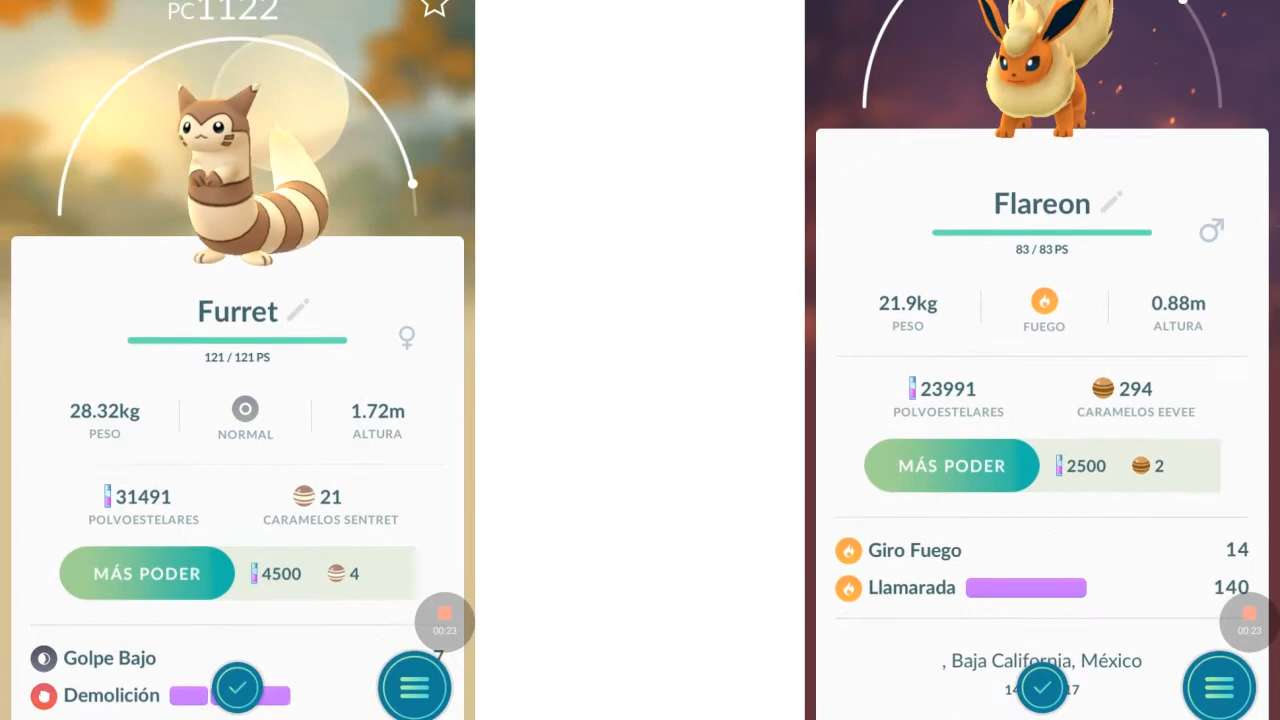 PC1122
Furret
121 / 121 PS
28.32kg
PESO
NORMAL
1.72m
ALTURA
31491
POLVOESTELARES
21
CARAMELOS SENTRET
MÁS PODER
4500
4
00:23
Golpe Bajo
7
Demolición
Flareon
83 / 83 PS
21.9kg
PESO
FUEGO
0.88m
ALTURA
23991
POLVOESTELARES
294
CARAMELOS EEVEE
MÁS PODER
2500
2
Giro Fuego 14
Llamarada 140
00:23
, Baja California, México